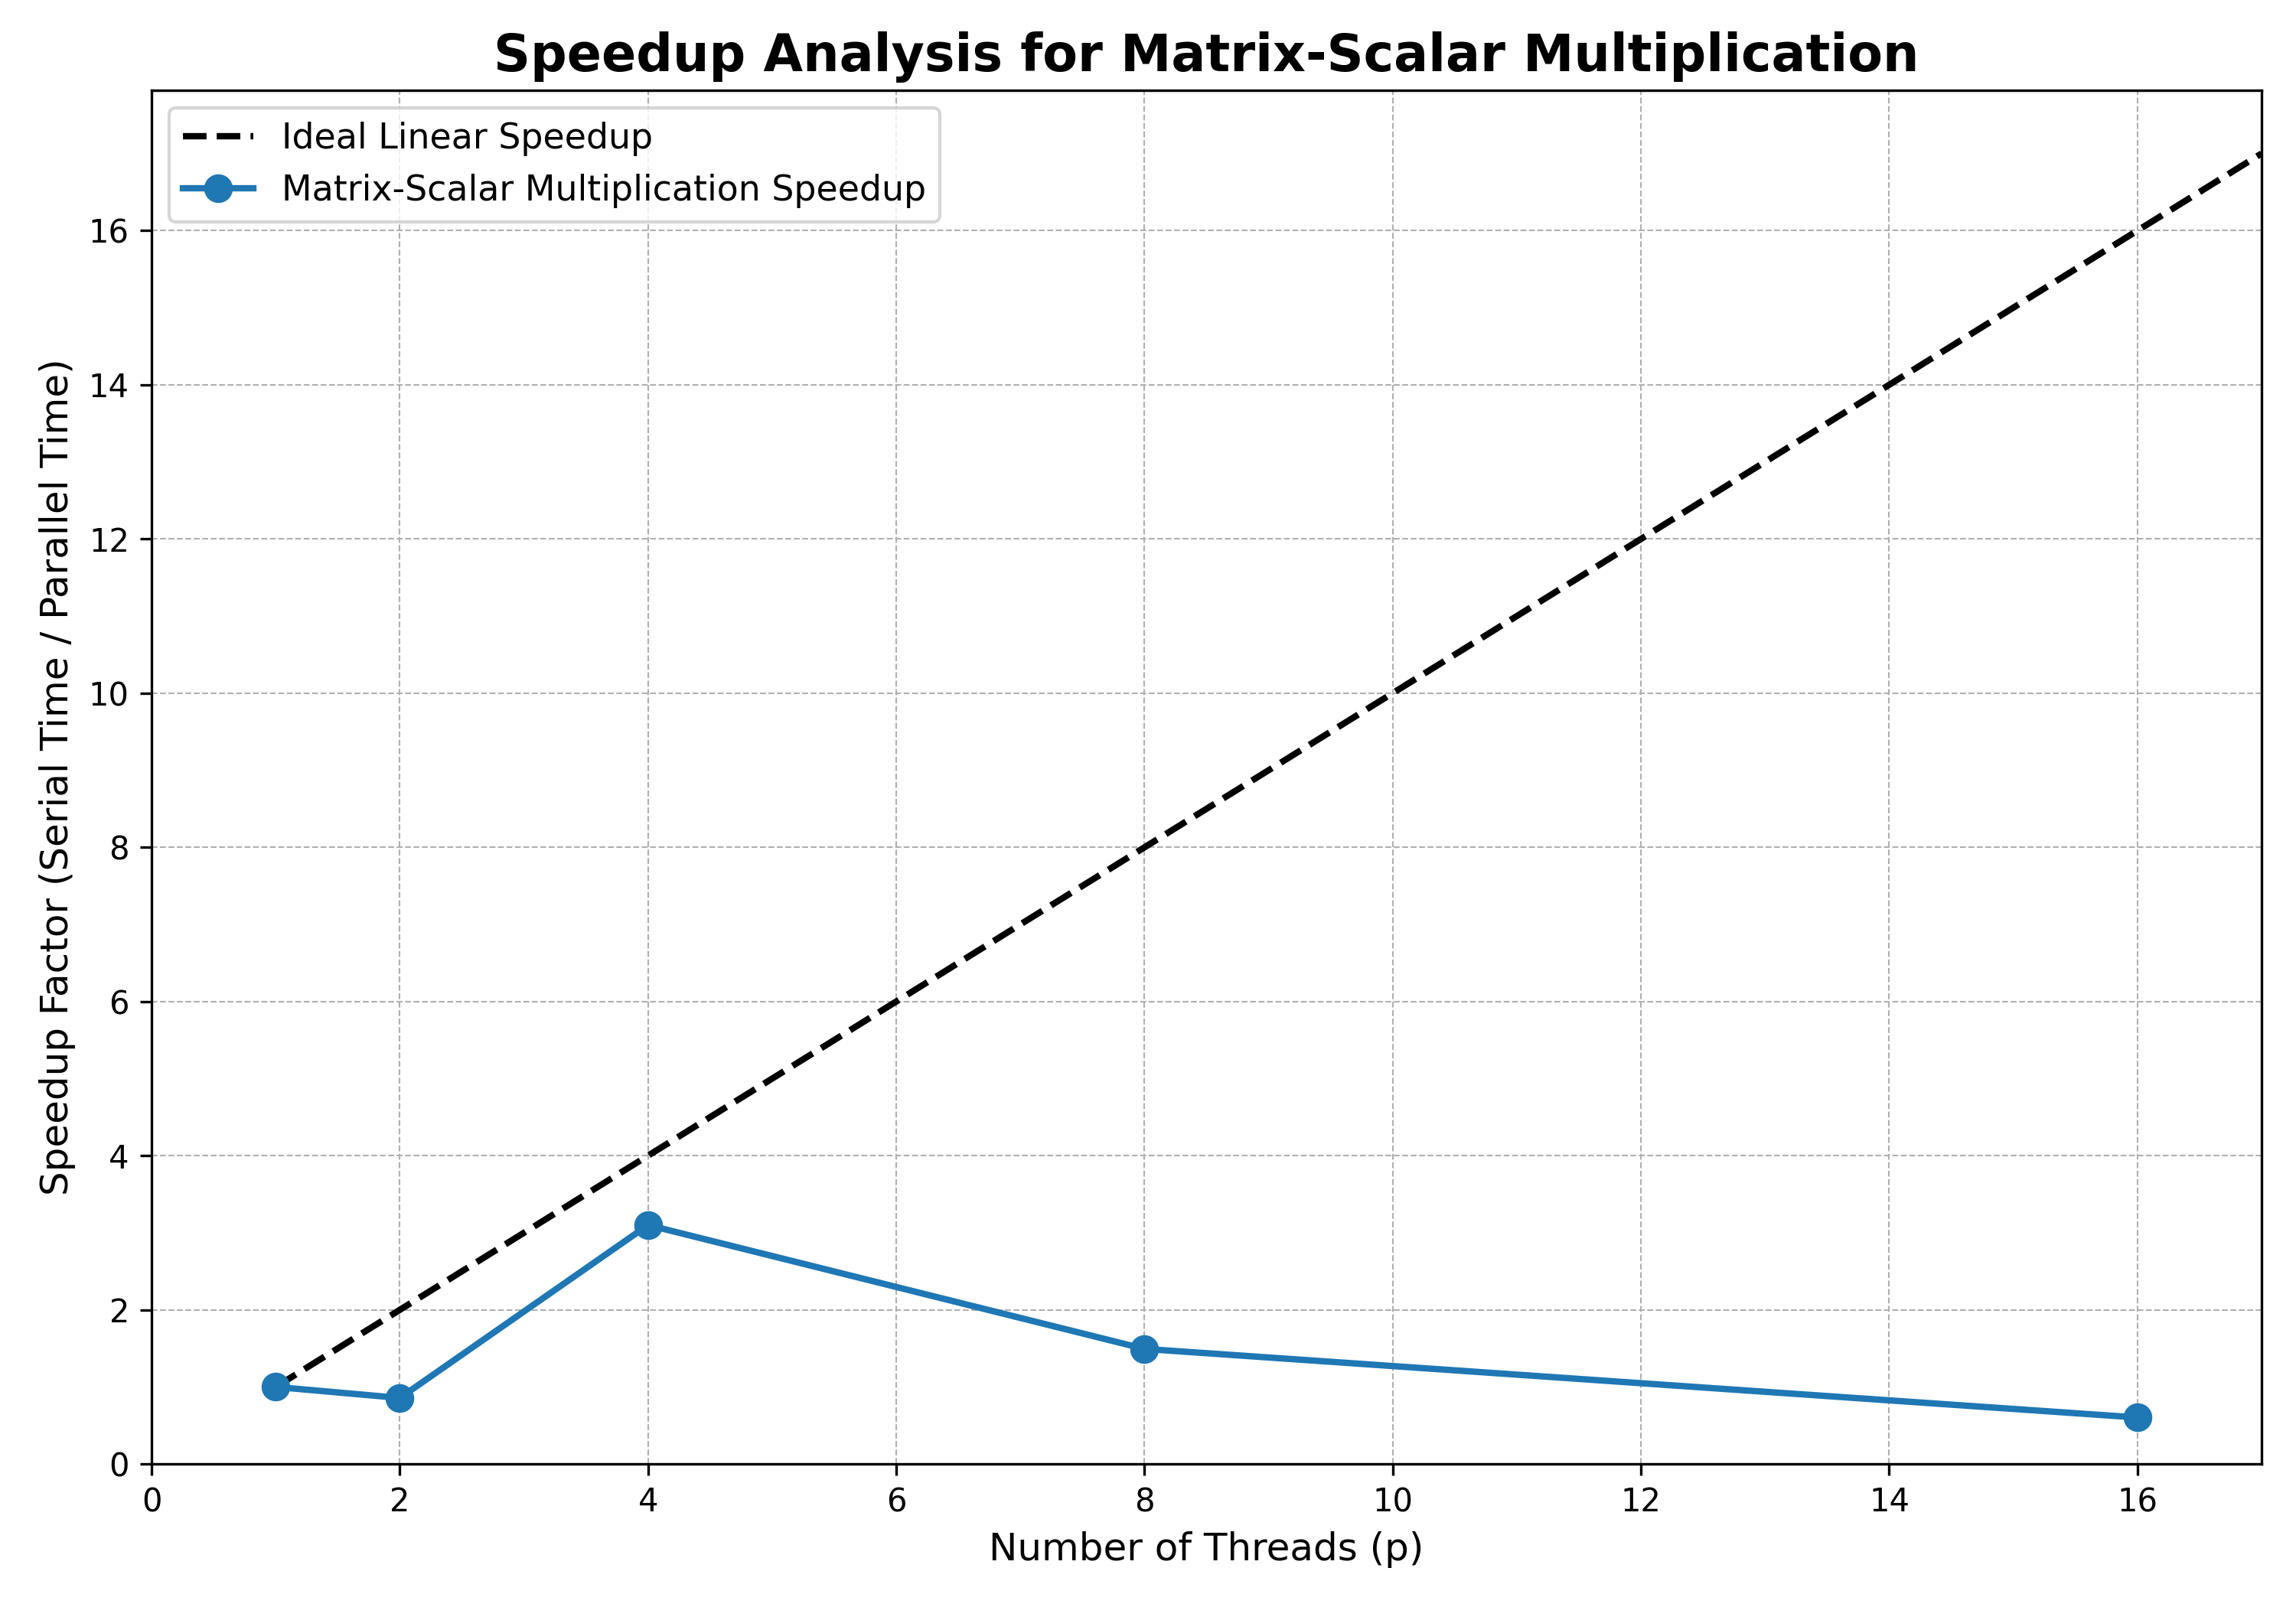 Speedup Analysis for Matrix-Scalar Multiplication
Ideal Linear Speedup
Matrix-Scalar Multiplication Speedup
Speedup Factor (Serial Time / Parallel Time)
16
14
12
10
8
6
4
2
0
0 2 4 6 8 10 12 14 16
Number of Threads (p)